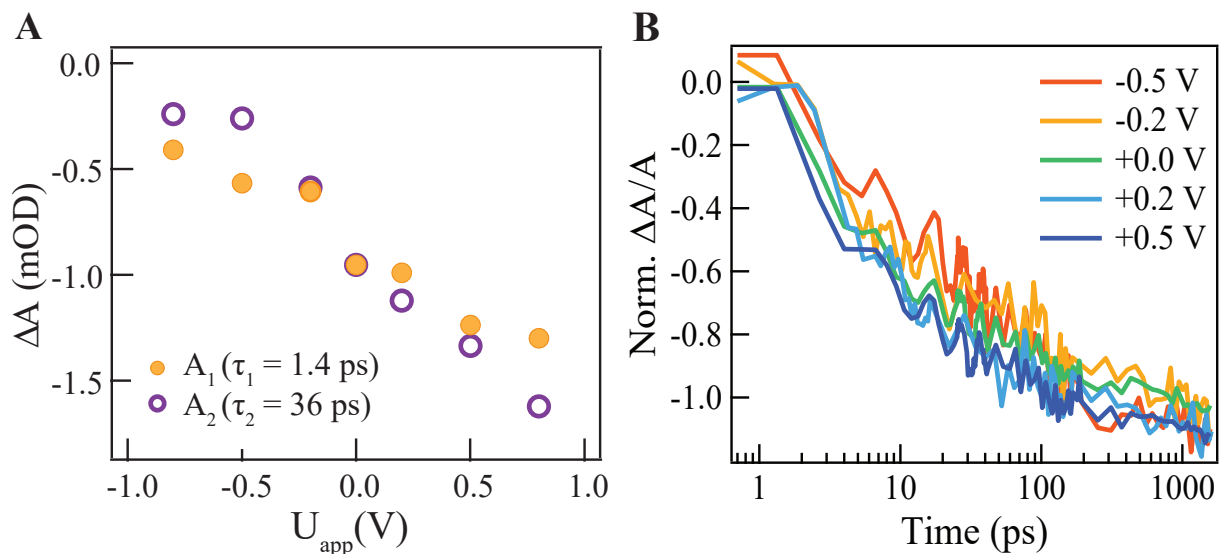 A
0.0
-0.5
-1.0
-1.5
ΔA (mOD)
A₁ (τ₁ = 1.4 ps)
A₂ (τ₂ = 36 ps)
-1.0 -0.5 0.0 0.5 1.0
U_app(V)
B
0.0
-0.2
-0.4
-0.6
-0.8
-1.0
Norm. ΔA/A
-0.5 V
-0.2 V
+0.0 V
+0.2 V
+0.5 V
1 10 100 1000
Time (ps)